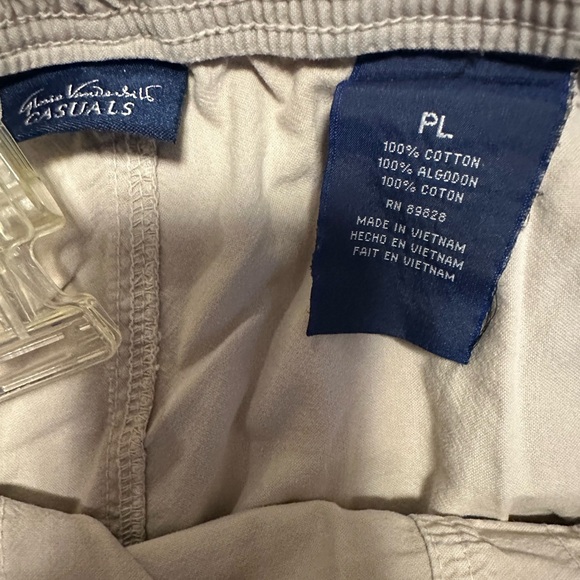 Gloria Vanderbilt
CASUALS
PL
100% COTTON
100% ALGODON
100% COTON
RN 89628
MADE IN VIETNAM
HECHO EN VIETNAM
FAIT EN VIETNAM